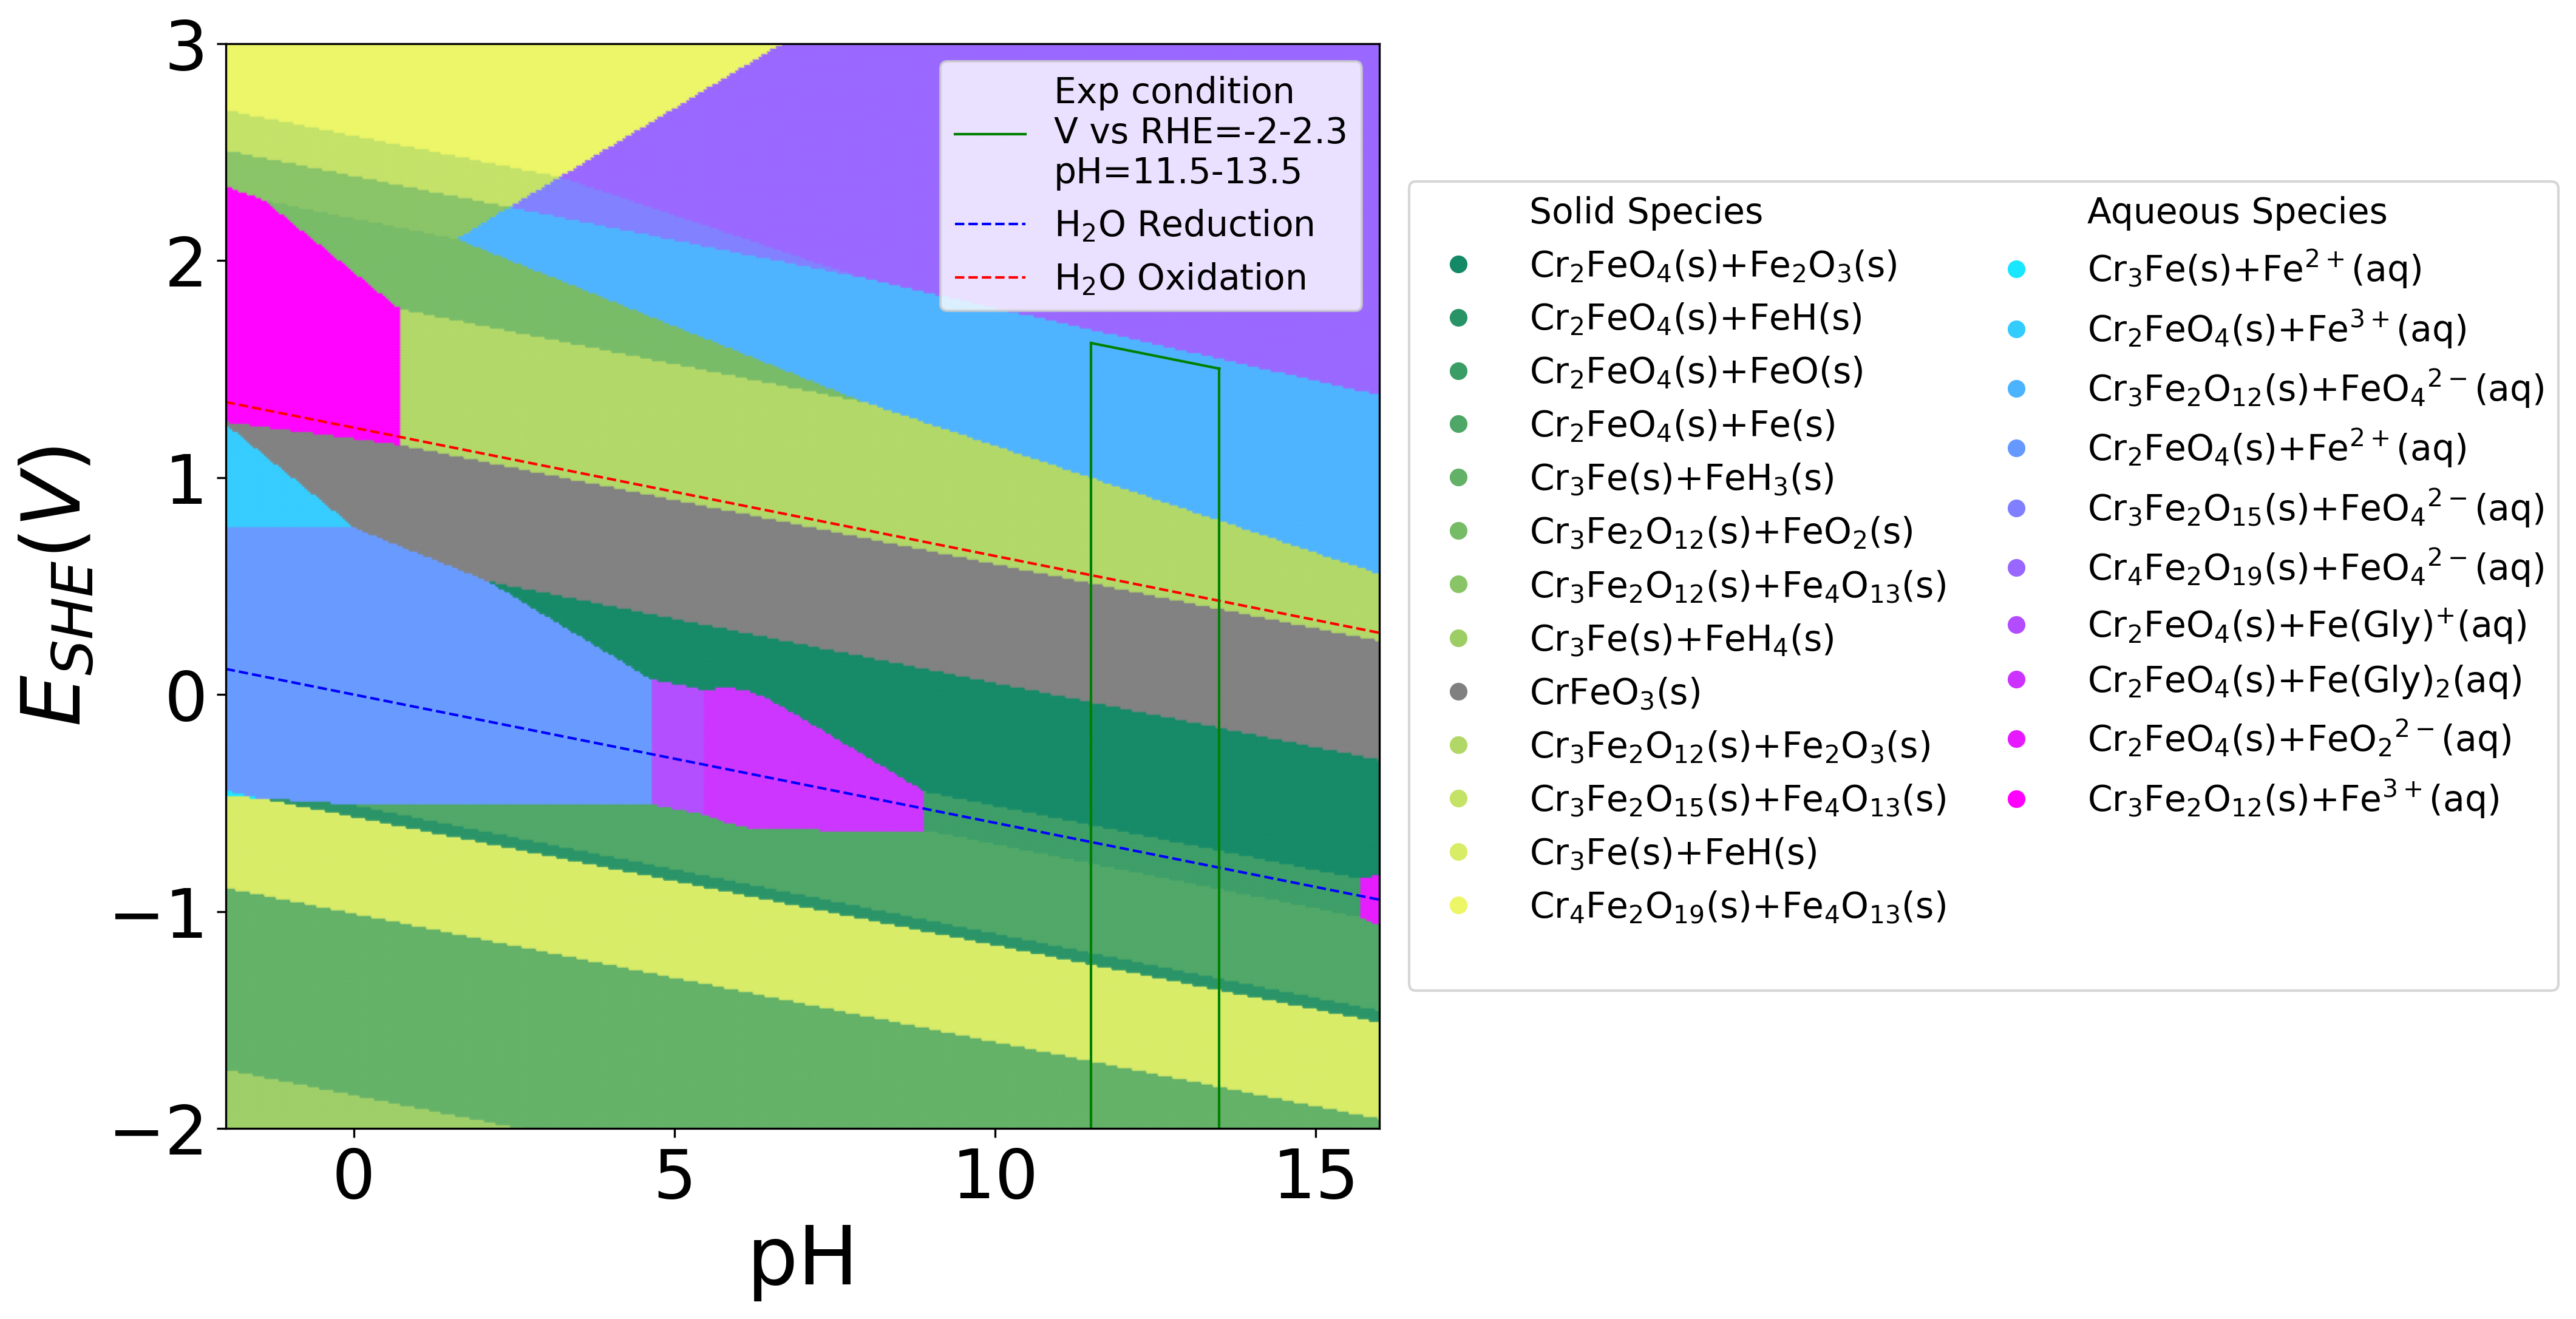 3
2
1
0
−1
−2
E_SHE(V)
0 5 10 15
pH
Exp condition
V vs RHE=-2-2.3
pH=11.5-13.5
H₂O Reduction
H₂O Oxidation
Solid Species
Cr₂FeO₄(s)+Fe₂O₃(s)
Cr₂FeO₄(s)+FeH(s)
Cr₂FeO₄(s)+FeO(s)
Cr₂FeO₄(s)+Fe(s)
Cr₃Fe(s)+FeH₃(s)
Cr₃Fe₂O₁₂(s)+FeO₂(s)
Cr₃Fe₂O₁₂(s)+Fe₄O₁₃(s)
Cr₃Fe(s)+FeH₄(s)
CrFeO₃(s)
Cr₃Fe₂O₁₂(s)+Fe₂O₃(s)
Cr₃Fe₂O₁₅(s)+Fe₄O₁₃(s)
Cr₃Fe(s)+FeH(s)
Cr₄Fe₂O₁₉(s)+Fe₄O₁₃(s)
Aqueous Species
Cr₃Fe(s)+Fe²⁺(aq)
Cr₂FeO₄(s)+Fe³⁺(aq)
Cr₃Fe₂O₁₂(s)+FeO₄²⁻(aq)
Cr₂FeO₄(s)+Fe²⁺(aq)
Cr₃Fe₂O₁₅(s)+FeO₄²⁻(aq)
Cr₄Fe₂O₁₉(s)+FeO₄²⁻(aq)
Cr₂FeO₄(s)+Fe(Gly)⁺(aq)
Cr₂FeO₄(s)+Fe(Gly)₂(aq)
Cr₂FeO₄(s)+FeO₂²⁻(aq)
Cr₃Fe₂O₁₂(s)+Fe³⁺(aq)